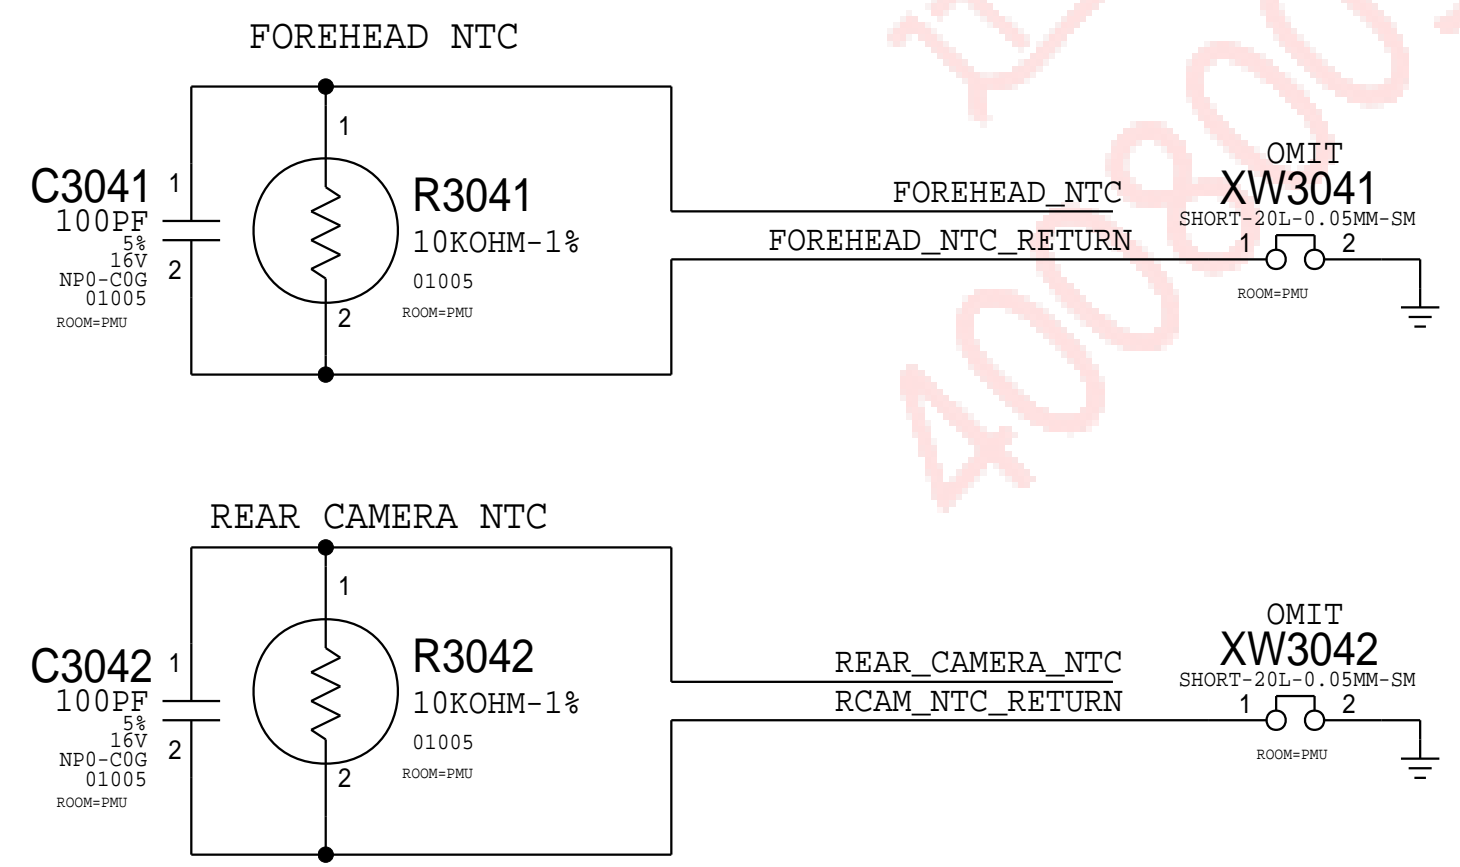 FOREHEAD NTC
1
C3041 1
100PF
5%
16V
NP0-C0G
01005
ROOM=PMU
2
R3041
10KOHM-1%
01005
ROOM=PMU
2
FOREHEAD_NTC
FOREHEAD_NTC_RETURN
OMIT
XW3041
SHORT-20L-0.05MM-SM
1 2
ROOM=PMU
REAR CAMERA NTC
1
C3042 1
100PF
5%
16V
NP0-C0G
01005
ROOM=PMU
2
R3042
10KOHM-1%
01005
ROOM=PMU
2
REAR_CAMERA_NTC
RCAM_NTC_RETURN
OMIT
XW3042
SHORT-20L-0.05MM-SM
1 2
ROOM=PMU